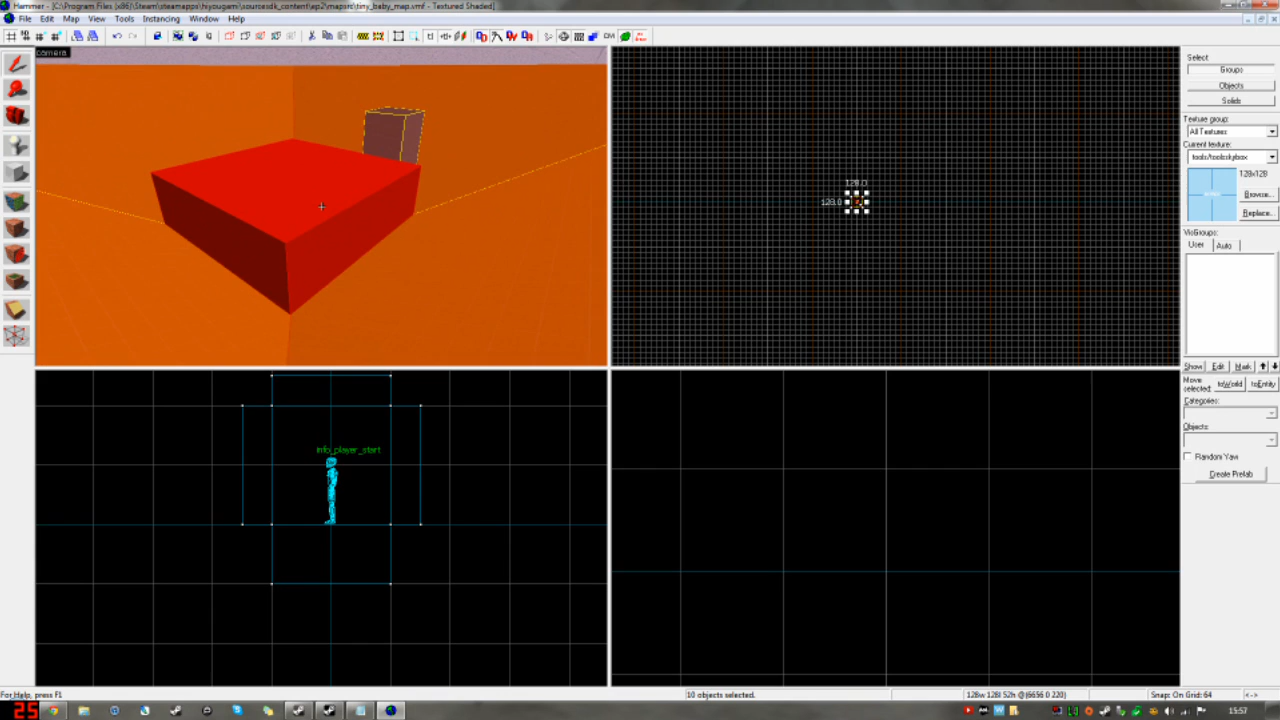 Hammer - [C:\Program Files (x86)\Steam\steamapps\hiyougami\sourcesdk_content\ep2\mapsrc\tiny_baby_map.vmf - Textured Shaded]
File Edit Map View Tools Instancing Window Help
camera
Select:
Groups
Objects
Solids
Texture group:
All Textures
Current texture:
tools/toolsskybox
128x128
Browse...
Replace...
VisGroups:
User Auto
128.0
128.0
Show Edit Mark
Move selected:
toWorld toEntity
Categories:
Objects:
Random Yaw
Create Prefab
info_player_start
For Help, press F1
10 objects selected.
128w 128l 52h @(6656 0 220)
Snap: On Grid: 64
<->
25
15:57